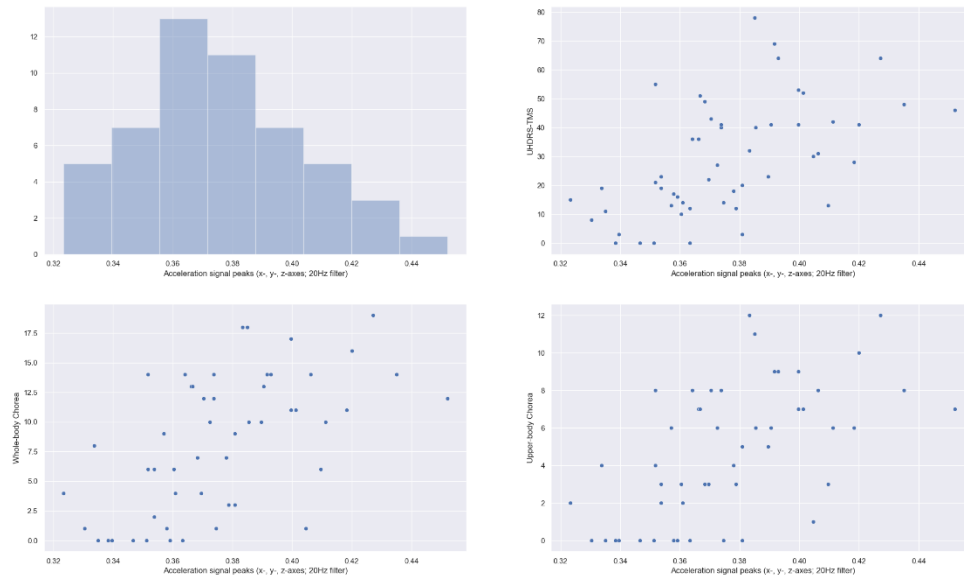 12
10
8
6
4
2
0
0.32 0.34 0.36 0.38 0.40 0.42 0.44
Acceleration signal peaks (x-, y-, z-axes; 20Hz filter)
80
70
60
50
40
30
20
10
0
UHDRS-TMS
0.32 0.34 0.36 0.38 0.40 0.42 0.44
Acceleration signal peaks (x-, y-, z-axes; 20Hz filter)
17.5
15.0
12.5
10.0
7.5
5.0
2.5
0.0
Whole-body Chorea
0.32 0.34 0.36 0.38 0.40 0.42 0.44
Acceleration signal peaks (x-, y-, z-axes; 20Hz filter)
12
10
8
6
4
2
0
Upper-body Chorea
0.32 0.34 0.36 0.38 0.40 0.42 0.44
Acceleration signal peaks (x-, y-, z-axes; 20Hz filter)